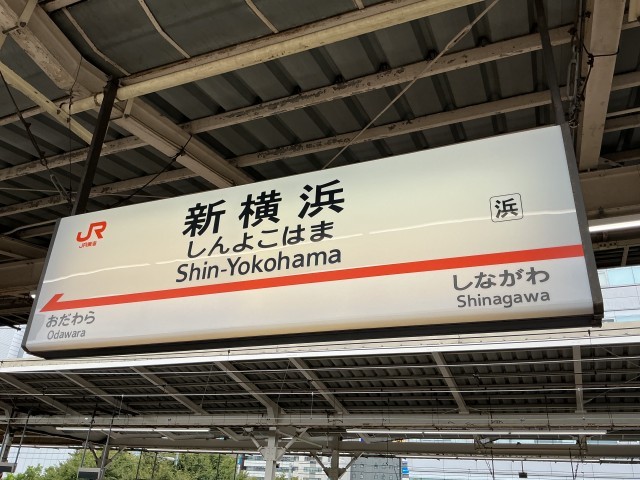 JR
JR東海
新横浜
しんよこはま
Shin-Yokohama
浜
おだわら
Odawara
しながわ
Shinagawa